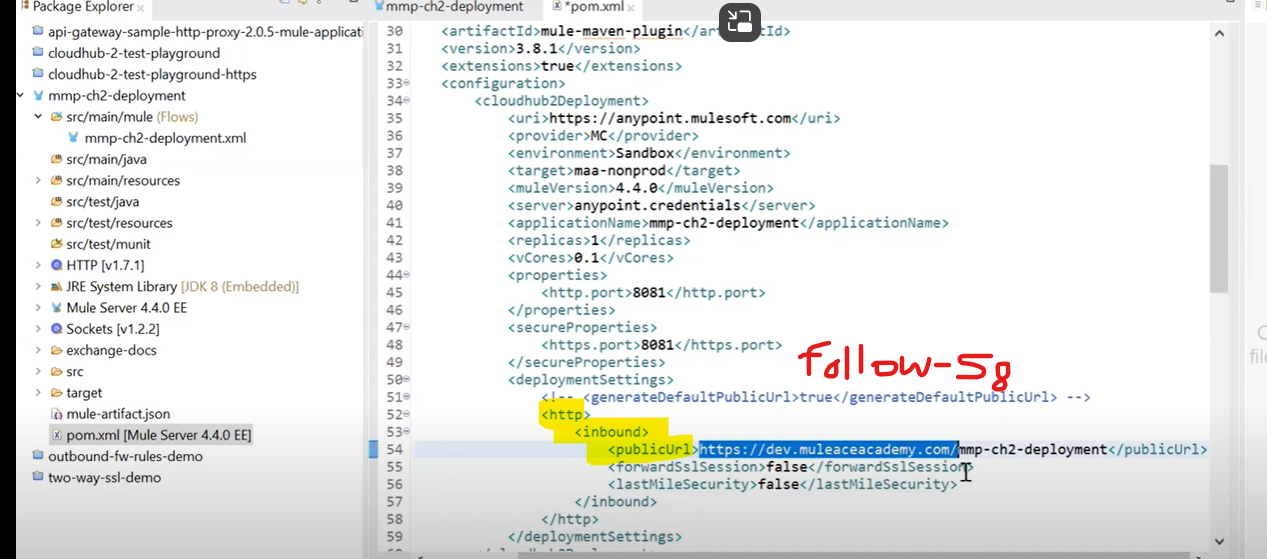 Package Explorer
mmp-ch2-deployment
*pom.xml
api-gateway-sample-http-proxy-2.0.5-mule-applicati
cloudhub-2-test-playground
cloudhub-2-test-playground-https
mmp-ch2-deployment
src/main/mule (Flows)
mmp-ch2-deployment.xml
src/main/java
src/main/resources
src/test/java
src/test/resources
src/test/munit
HTTP [v1.7.1]
JRE System Library [JDK 8 (Embedded)]
Mule Server 4.4.0 EE
Sockets [v1.2.2]
exchange-docs
src
target
mule-artifact.json
pom.xml [Mule Server 4.4.0 EE]
outbound-fw-rules-demo
two-way-ssl-demo
30 <artifactId>mule-maven-plugin</artifactId>
31 <version>3.8.1</version>
32 <extensions>true</extensions>
33 <configuration>
34 <cloudhub2Deployment>
35 <uri>https://anypoint.mulesoft.com</uri>
36 <provider>MC</provider>
37 <environment>Sandbox</environment>
38 <target>maa-nonprod</target>
39 <muleVersion>4.4.0</muleVersion>
40 <server>anypoint.credentials</server>
41 <applicationName>mmp-ch2-deployment</applicationName>
42 <replicas>1</replicas>
43 <vCores>0.1</vCores>
44 <properties>
45 <http.port>8081</http.port>
46 </properties>
47 <secureProperties>
48 <https.port>8081</https.port>
49 </secureProperties>
Follow-Sg
50 <deploymentSettings>
51 <!-- <generateDefaultPublicUrl>true</generateDefaultPublicUrl> -->
52 <http>
53 <inbound>
54 <publicUrl>https://dev.muleaceacademy.com/mmp-ch2-deployment</publicUrl>
55 <forwardSslSession>false</forwardSslSession>
56 <lastMileSecurity>false</lastMileSecurity>
57 </inbound>
58 </http>
59 </deploymentSettings>